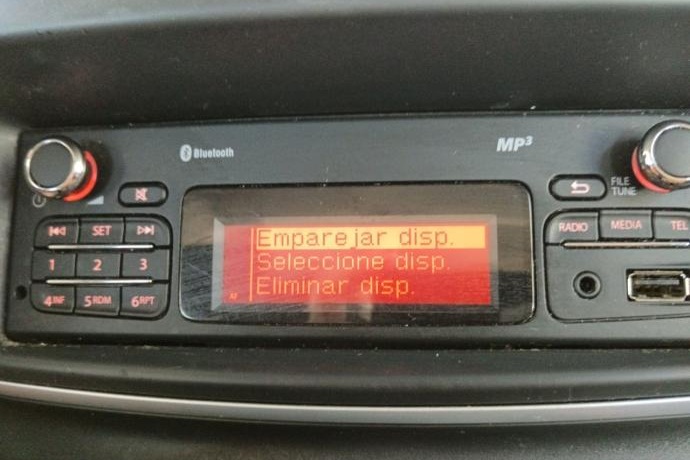 Bluetooth
MP3
FILE
TUNE
SET
RADIO MEDIA TEL
1 2 3
4INF 5RDM 6RPT
Emparejar disp.
Seleccione disp.
Eliminar disp.